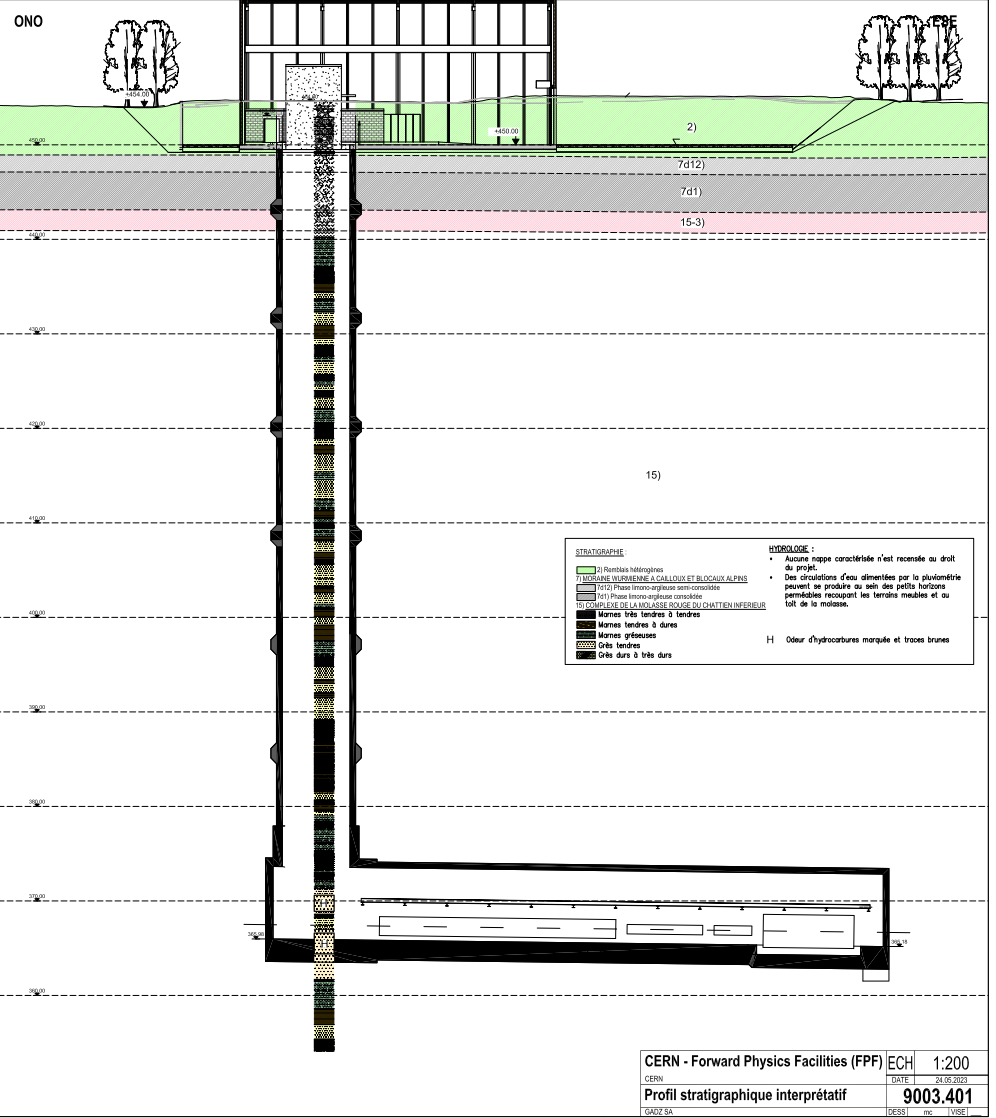 ONO
+454.00
2)
+450.00
450.00
7d12)
7d1)
15-3)
440.00
430.00
420.00
15)
410.00
STRATIGRAPHIE :
2) Remblais hétérogènes
7) MORAINE WURMIENNE A CAILLOUX ET BLOCAUX ALPINS
7d12) Phase limono-argileuse semi-consolidée
7d1) Phase limono-argileuse consolidée
15) COMPLEXE DE LA MOLASSE ROUGE DU CHATTIEN INFERIEUR
Marnes très tendres à tendres
Marnes tendres à dures
Marnes gréseuses
Grès tendres
Grès durs à très durs
HYDROLOGIE :
• Aucune nappe caractérisée n'est recensée au droit
du projet.
• Des circulations d'eau alimentées par la pluviométrie
peuvent se produire au sein des petits horizons
perméables recoupant les terrains meubles et au
toit de la molasse.
H Odeur d'hydrocarbures marquée et traces brunes
400.00
390.00
380.00
370.00
365.98
365.18
360.00
CERN - Forward Physics Facilities (FPF) ECH 1:200
CERN DATE 24.05.2023
Profil stratigraphique interprétatif 9003.401
GADZ SA DESS mc VISE __